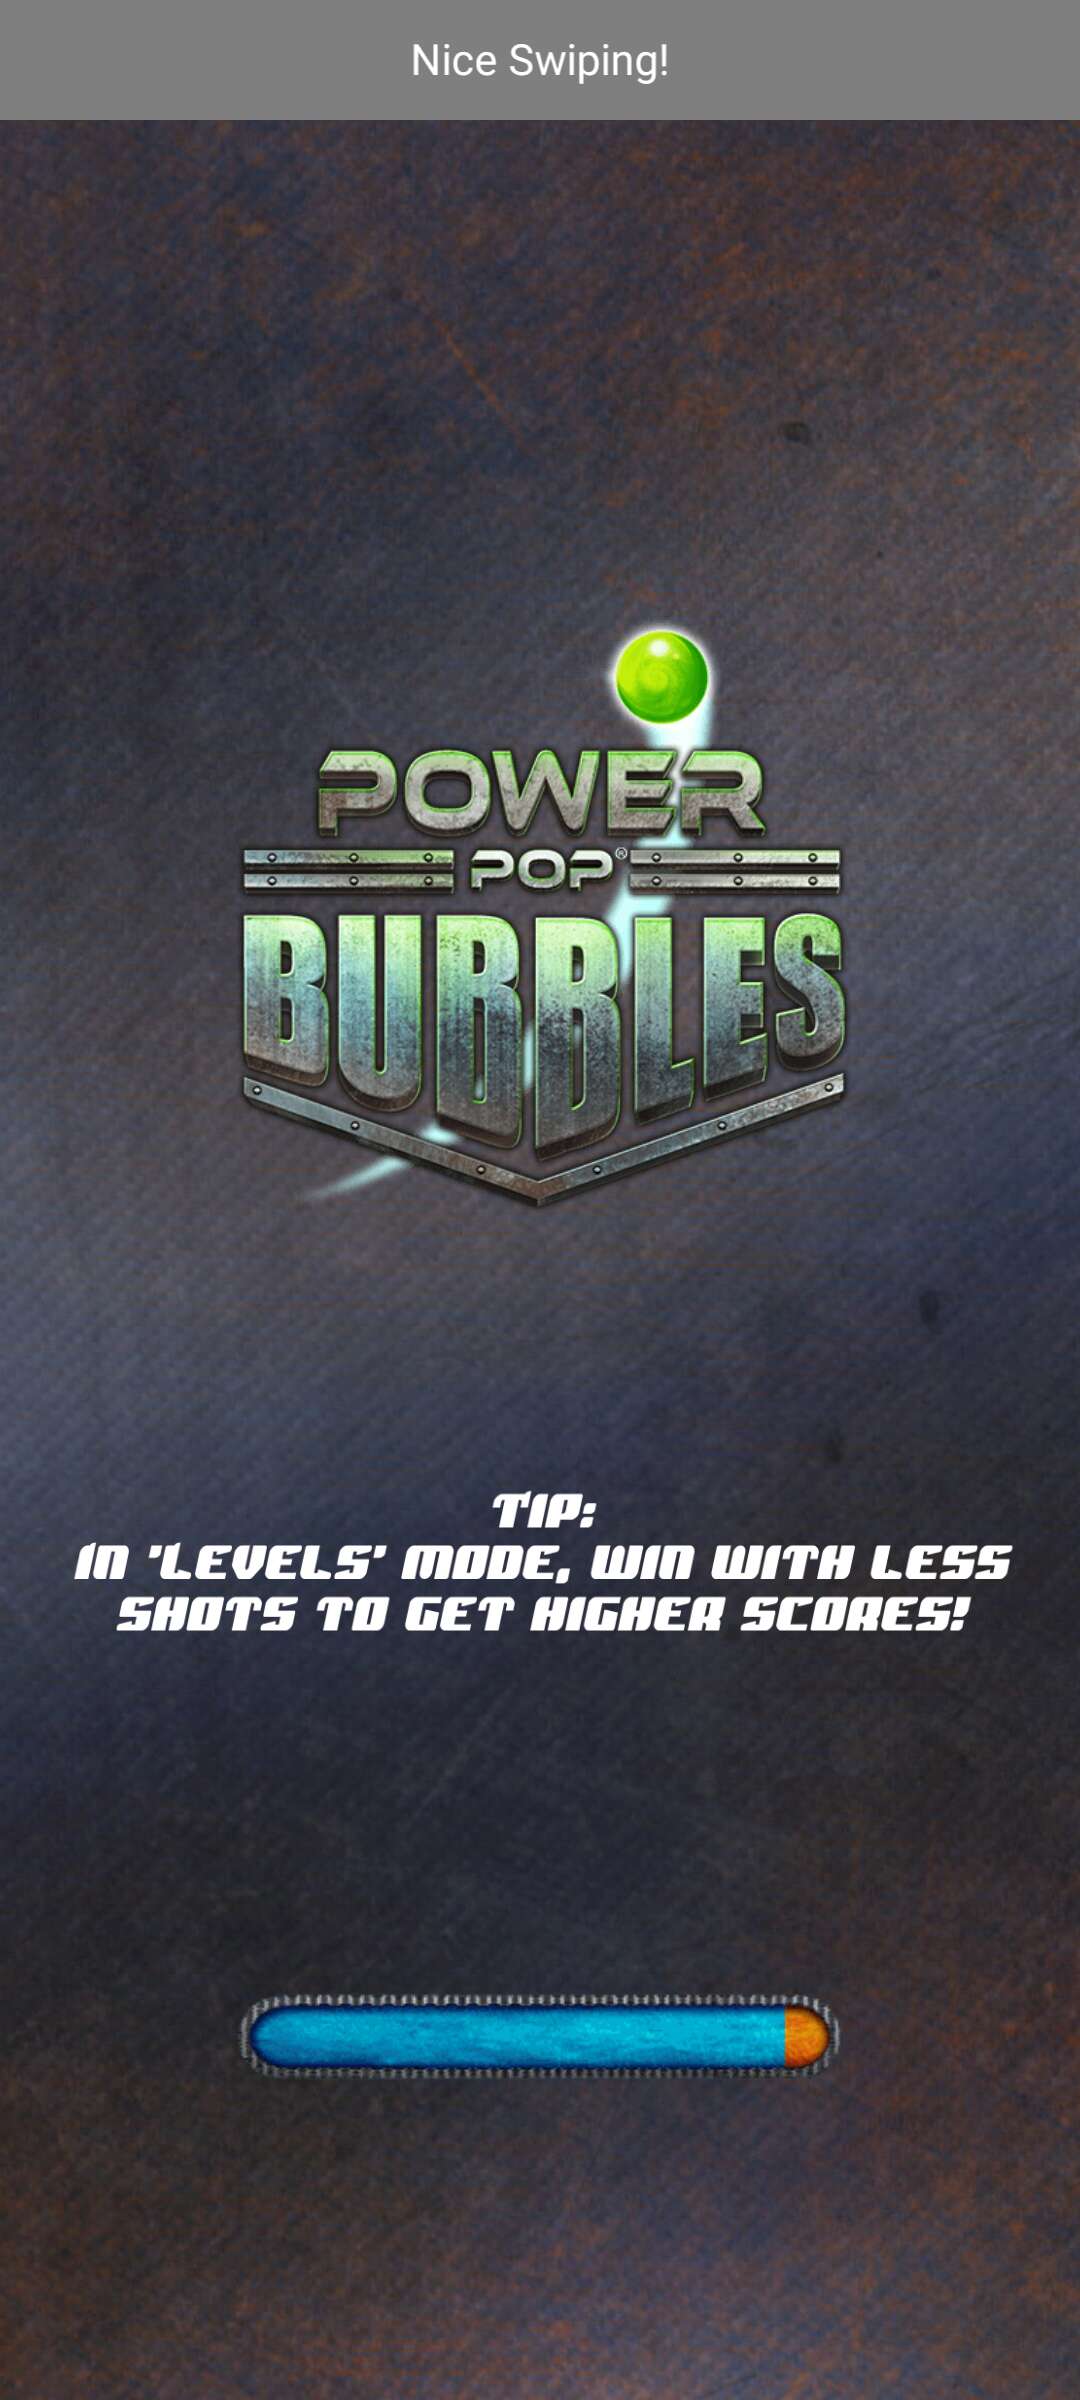 Nice Swiping!
POWER
POP®
BUBBLES
TIP:
IN 'LEVELS' MODE, WIN WITH LESS
SHOTS TO GET HIGHER SCORES!